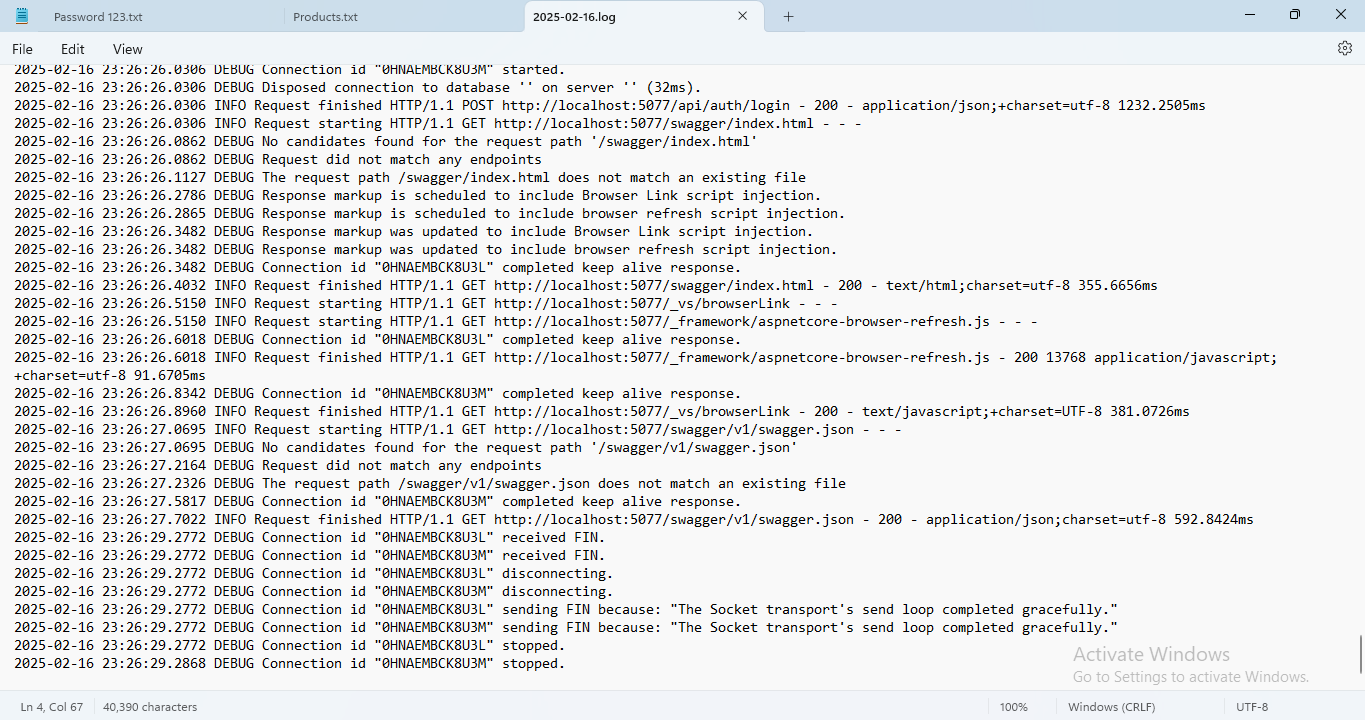 Password 123.txt
Products.txt
2025-02-16.log
File
Edit
View
2025-02-16 23:26:26.0306 DEBUG Connection id "0HNAEMBCK8U3M" started.
2025-02-16 23:26:26.0306 DEBUG Disposed connection to database '' on server '' (32ms).
2025-02-16 23:26:26.0306 INFO Request finished HTTP/1.1 POST http://localhost:5077/api/auth/login - 200 - application/json;+charset=utf-8 1232.2505ms
2025-02-16 23:26:26.0306 INFO Request starting HTTP/1.1 GET http://localhost:5077/swagger/index.html - - -
2025-02-16 23:26:26.0862 DEBUG No candidates found for the request path '/swagger/index.html'
2025-02-16 23:26:26.0862 DEBUG Request did not match any endpoints
2025-02-16 23:26:26.1127 DEBUG The request path /swagger/index.html does not match an existing file
2025-02-16 23:26:26.2786 DEBUG Response markup is scheduled to include Browser Link script injection.
2025-02-16 23:26:26.2865 DEBUG Response markup is scheduled to include browser refresh script injection.
2025-02-16 23:26:26.3482 DEBUG Response markup was updated to include Browser Link script injection.
2025-02-16 23:26:26.3482 DEBUG Response markup was updated to include browser refresh script injection.
2025-02-16 23:26:26.3482 DEBUG Connection id "0HNAEMBCK8U3L" completed keep alive response.
2025-02-16 23:26:26.4032 INFO Request finished HTTP/1.1 GET http://localhost:5077/swagger/index.html - 200 - text/html;charset=utf-8 355.6656ms
2025-02-16 23:26:26.5150 INFO Request starting HTTP/1.1 GET http://localhost:5077/_vs/browserLink - - -
2025-02-16 23:26:26.5150 INFO Request starting HTTP/1.1 GET http://localhost:5077/_framework/aspnetcore-browser-refresh.js - - -
2025-02-16 23:26:26.6018 DEBUG Connection id "0HNAEMBCK8U3L" completed keep alive response.
2025-02-16 23:26:26.6018 INFO Request finished HTTP/1.1 GET http://localhost:5077/_framework/aspnetcore-browser-refresh.js - 200 13768 application/javascript;
+charset=utf-8 91.6705ms
2025-02-16 23:26:26.8342 DEBUG Connection id "0HNAEMBCK8U3M" completed keep alive response.
2025-02-16 23:26:26.8960 INFO Request finished HTTP/1.1 GET http://localhost:5077/_vs/browserLink - 200 - text/javascript;+charset=UTF-8 381.0726ms
2025-02-16 23:26:27.0695 INFO Request starting HTTP/1.1 GET http://localhost:5077/swagger/v1/swagger.json - - -
2025-02-16 23:26:27.0695 DEBUG No candidates found for the request path '/swagger/v1/swagger.json'
2025-02-16 23:26:27.2164 DEBUG Request did not match any endpoints
2025-02-16 23:26:27.2326 DEBUG The request path /swagger/v1/swagger.json does not match an existing file
2025-02-16 23:26:27.5817 DEBUG Connection id "0HNAEMBCK8U3M" completed keep alive response.
2025-02-16 23:26:27.7022 INFO Request finished HTTP/1.1 GET http://localhost:5077/swagger/v1/swagger.json - 200 - application/json;charset=utf-8 592.8424ms
2025-02-16 23:26:29.2772 DEBUG Connection id "0HNAEMBCK8U3L" received FIN.
2025-02-16 23:26:29.2772 DEBUG Connection id "0HNAEMBCK8U3M" received FIN.
2025-02-16 23:26:29.2772 DEBUG Connection id "0HNAEMBCK8U3L" disconnecting.
2025-02-16 23:26:29.2772 DEBUG Connection id "0HNAEMBCK8U3M" disconnecting.
2025-02-16 23:26:29.2772 DEBUG Connection id "0HNAEMBCK8U3L" sending FIN because: "The Socket transport's send loop completed gracefully."
2025-02-16 23:26:29.2772 DEBUG Connection id "0HNAEMBCK8U3M" sending FIN because: "The Socket transport's send loop completed gracefully."
2025-02-16 23:26:29.2772 DEBUG Connection id "0HNAEMBCK8U3L" stopped.
2025-02-16 23:26:29.2868 DEBUG Connection id "0HNAEMBCK8U3M" stopped.
Activate Windows
Go to Settings to activate Windows.
Ln 4, Col 67
40,390 characters
100%
Windows (CRLF)
UTF-8